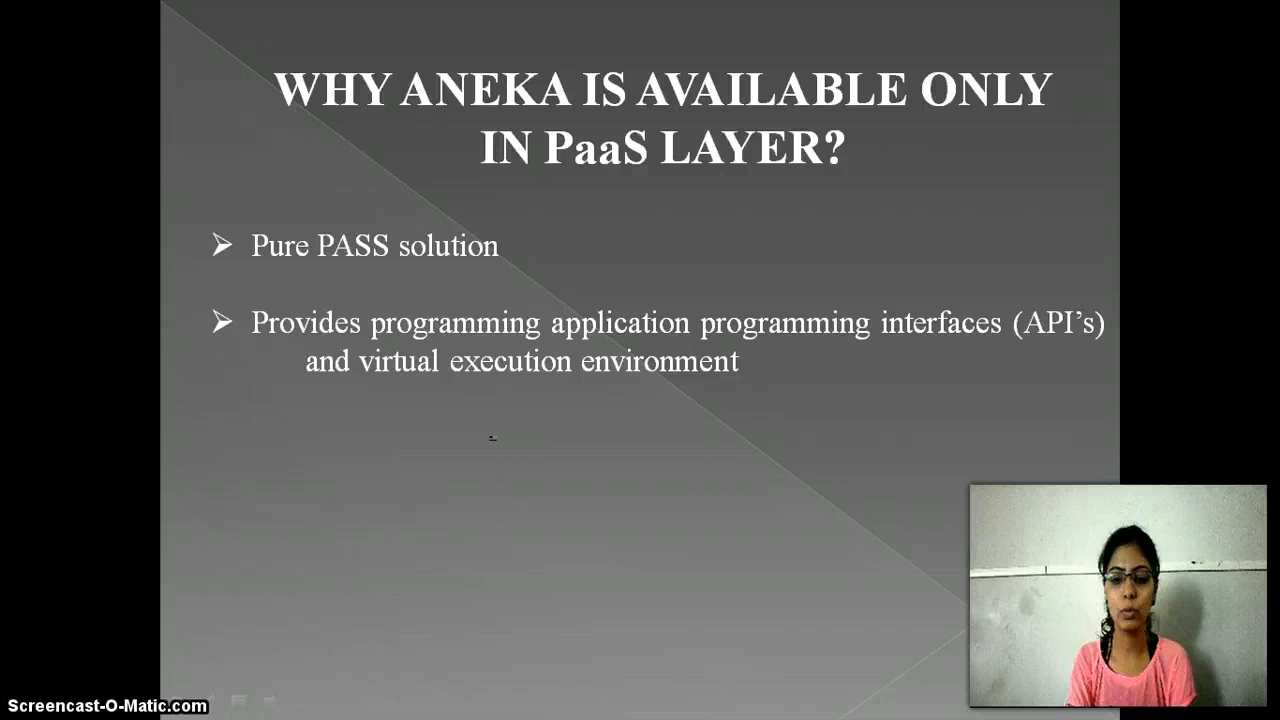 WHY ANEKA IS AVAILABLE ONLY
IN PaaS LAYER?
Pure PASS solution
Provides programming application programming interfaces (API’s)
and virtual execution environment
Screencast-O-Matic.com